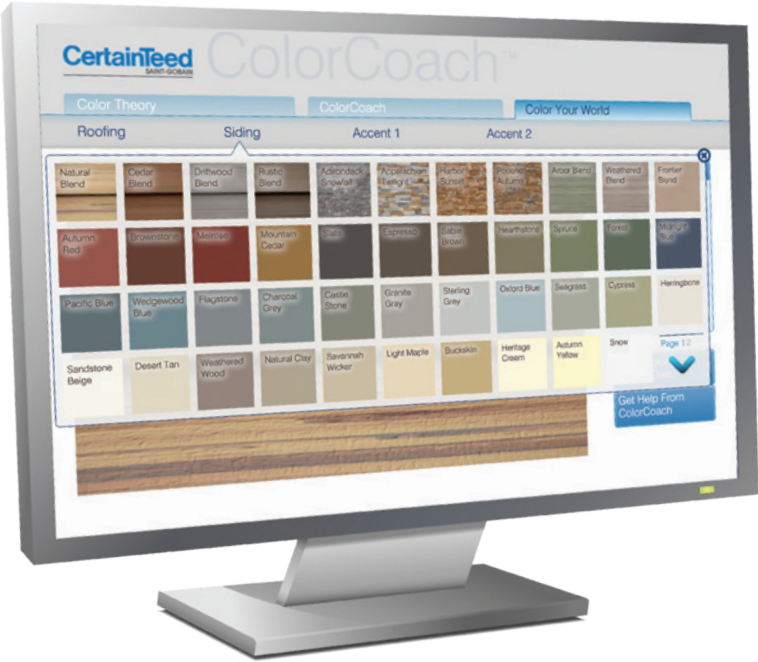 CertainTeed
SAINT-GOBAIN
ColorCoach™
Color Theory
ColorCoach
Color Your World
Roofing
Siding
Accent 1
Accent 2
Natural
Blend
Cedar
Blend
Driftwood
Blend
Rustic
Blend
Adirondack
Snowfall
Appalachian
Twilight
Harbor
Sunset
Pocono
Autumn
Arbor Blend
Weathered
Blend
Frontier
Blend
Autumn
Red
Brownstone
Melrose
Mountain
Cedar
Slate
Espresso
Sable
Brown
Hearthstone
Spruce
Forest
Midnight
Blue
Pacific Blue
Wedgewood
Blue
Flagstone
Charcoal
Grey
Castle
Stone
Granite
Gray
Sterling
Grey
Oxford Blue
Seagrass
Cypress
Herringbone
Sandstone
Beige
Desert Tan
Weathered
Wood
Natural Clay
Savannah
Wicker
Light Maple
Buckskin
Heritage
Cream
Autumn
Yellow
Snow
Page 1 2
Get Help From
ColorCoach